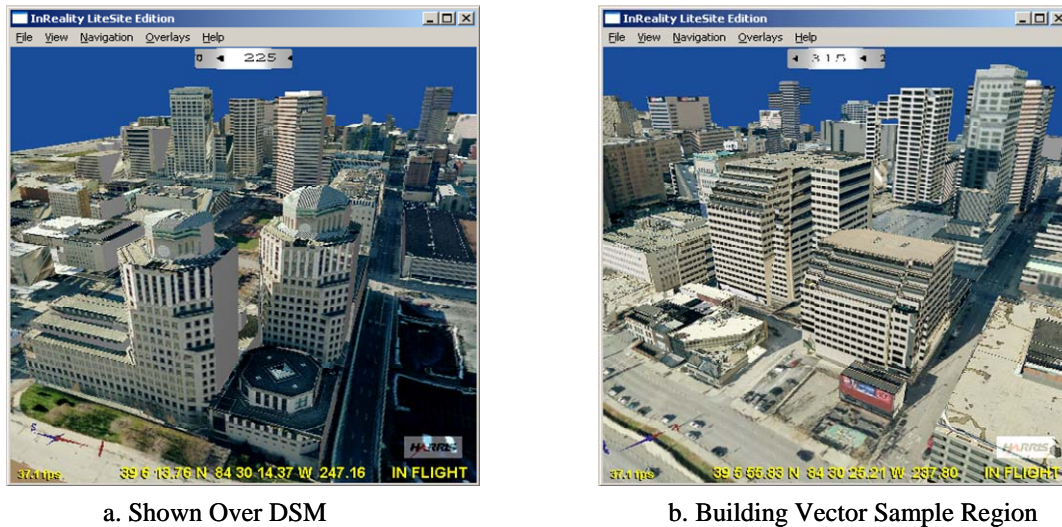 InReality LiteSite Edition
File View Navigation Overlays Help
225
HARRIS
37.1 fps 39 6 13.76 N 84 30 14.37 W 247.16 IN FLIGHT
a. Shown Over DSM
InReality LiteSite Edition
File View Navigation Overlays Help
315
HARRIS
37.1 fps 39 5 55.83 N 84 30 25.21 W 237.80 IN FLIGHT
b. Building Vector Sample Region